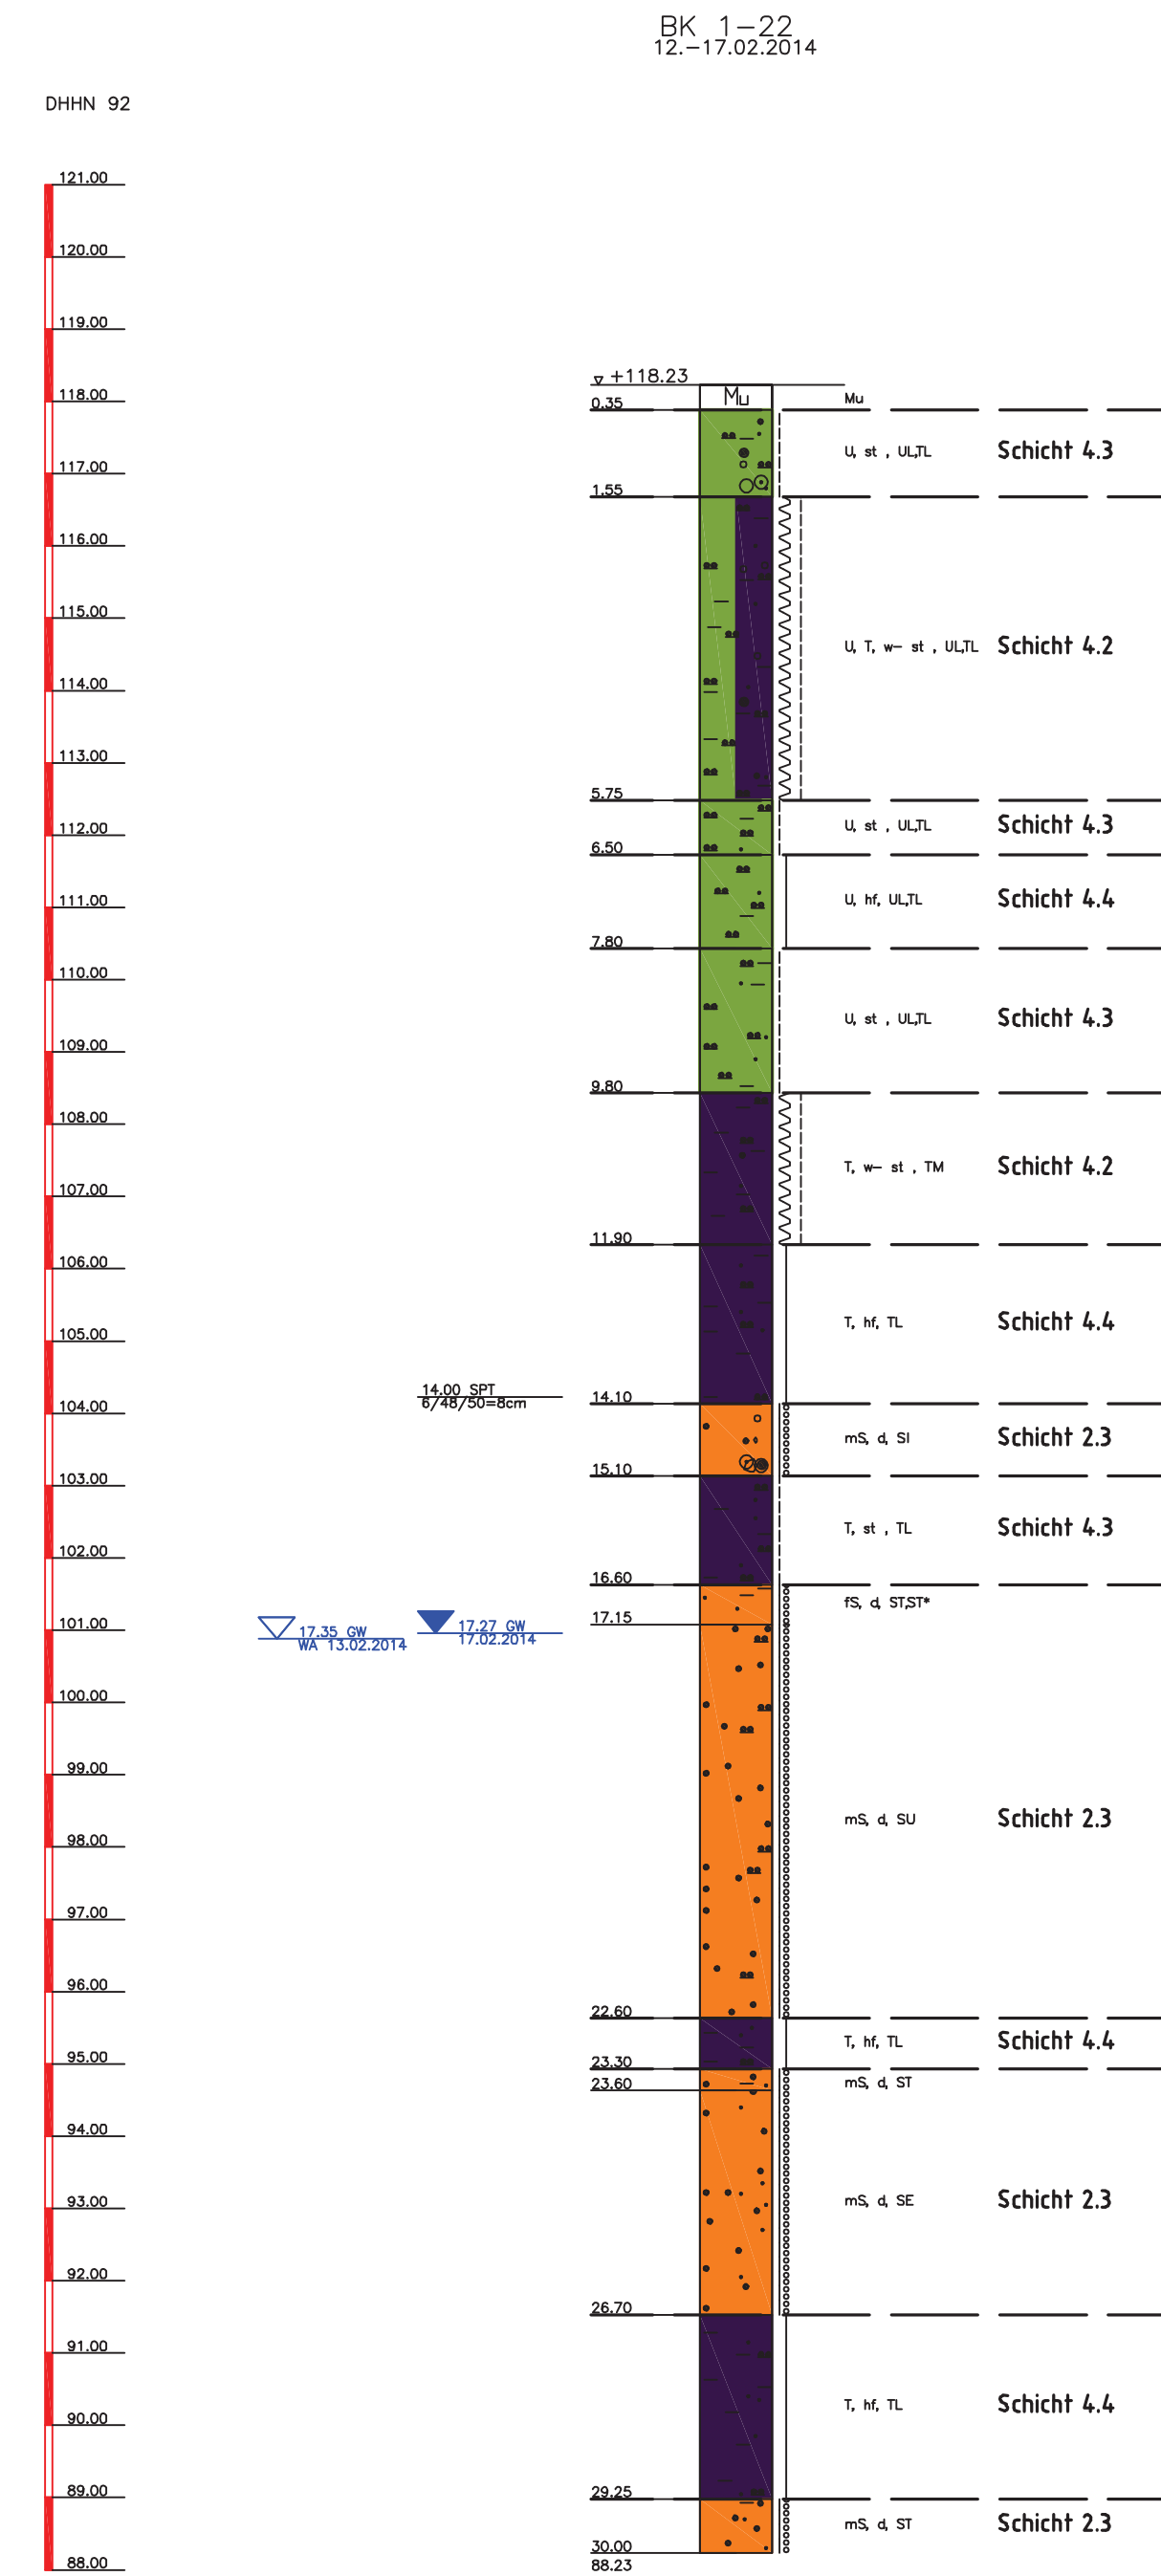 BK 1-22
12.-17.02.2014
DHHN 92
121.00
120.00
119.00
+118.23
118.00
0.35
Mu
Mu
117.00
U, st , UL,TL
Schicht 4.3
1.55
116.00
115.00
U, T, w- st , UL,TL
Schicht 4.2
114.00
113.00
5.75
112.00
U, st , UL,TL
Schicht 4.3
6.50
111.00
U, hf, UL,TL
Schicht 4.4
7.80
110.00
U, st , UL,TL
Schicht 4.3
109.00
9.80
108.00
T, w- st , TM
Schicht 4.2
107.00
11.90
106.00
T, hf, TL
Schicht 4.4
105.00
14.00 SPT
6/48/50=8cm
14.10
104.00
mS, d, SI
Schicht 2.3
15.10
103.00
T, st , TL
Schicht 4.3
102.00
16.60
fS, d, ST,ST*
17.15
101.00
17.35 GW
WA 13.02.2014
17.27 GW
17.02.2014
100.00
99.00
mS, d, SU
Schicht 2.3
98.00
97.00
96.00
22.60
T, hf, TL
Schicht 4.4
95.00
23.30
mS, d, ST
23.60
94.00
93.00
mS, d, SE
Schicht 2.3
92.00
26.70
91.00
T, hf, TL
Schicht 4.4
90.00
89.00
29.25
mS, d, ST
Schicht 2.3
30.00
88.00
88.23